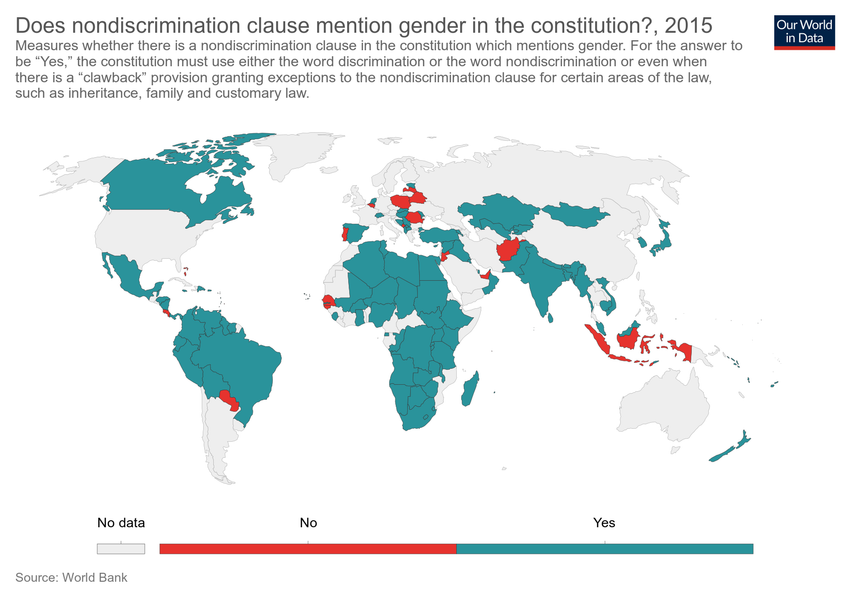 Does nondiscrimination clause mention gender in the constitution?, 2015
Our World
in Data
Measures whether there is a nondiscrimination clause in the constitution which mentions gender. For the answer to
be “Yes,” the constitution must use either the word discrimination or the word nondiscrimination or even when
there is a “clawback” provision granting exceptions to the nondiscrimination clause for certain areas of the law,
such as inheritance, family and customary law.
No data
No
Yes
Source: World Bank